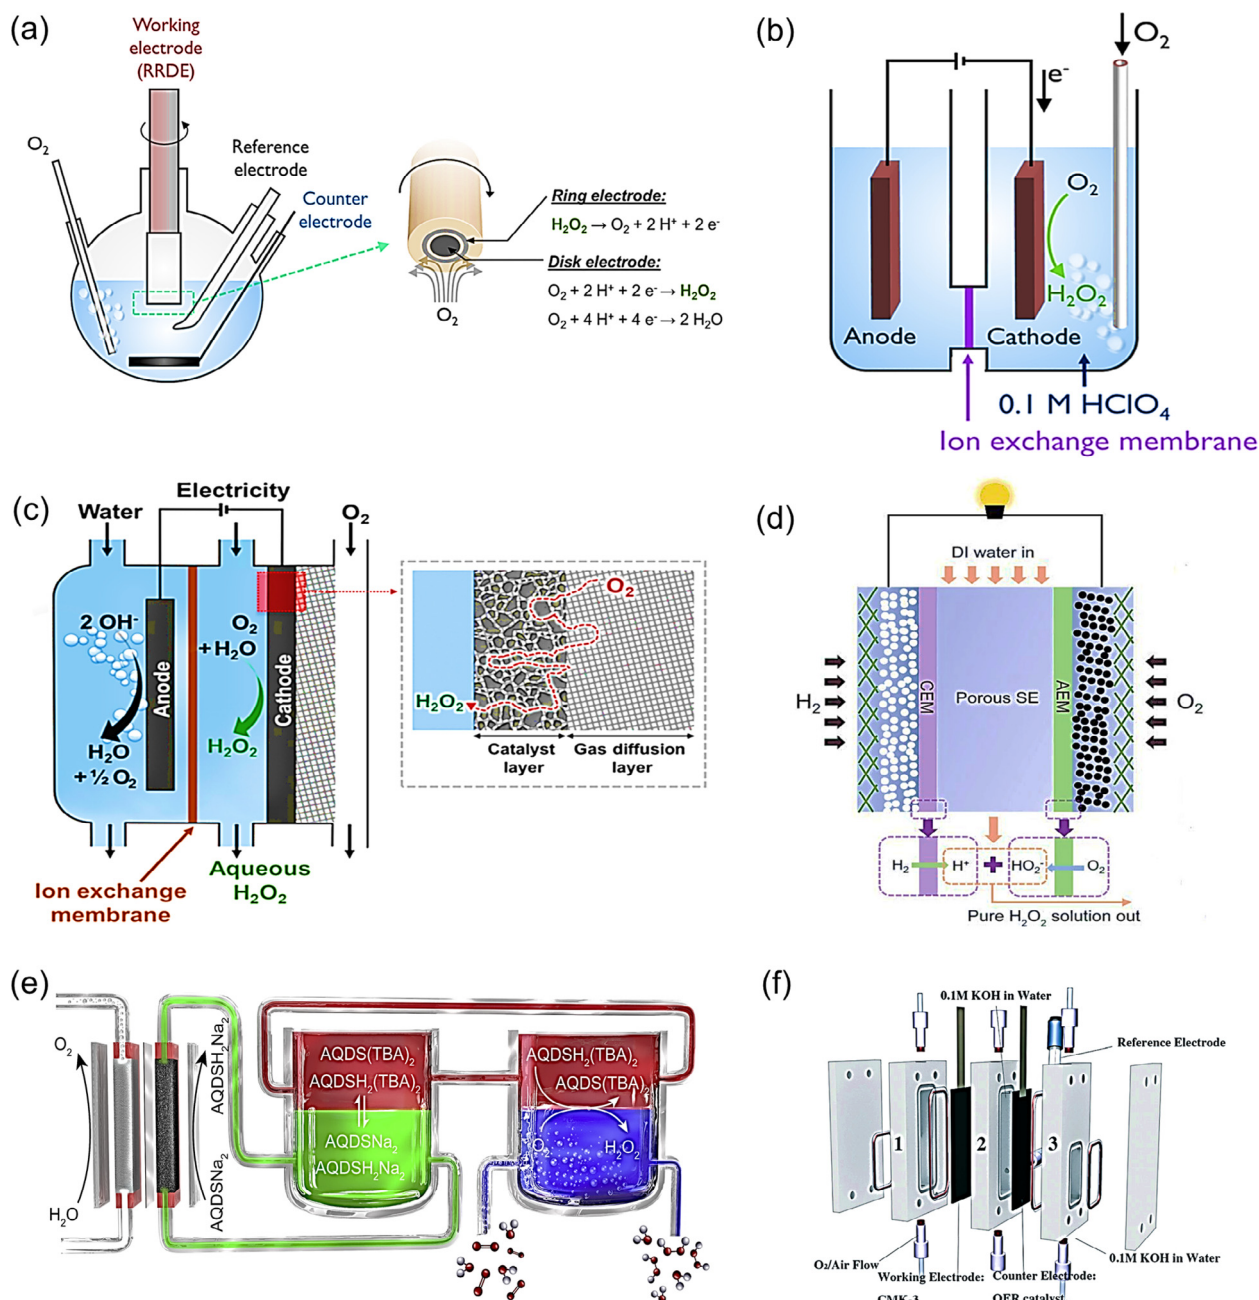 (a)
Working
electrode
(RRDE)
O₂
Reference
electrode
Counter
electrode
Ring electrode:
H₂O₂ → O₂ + 2 H⁺ + 2 e⁻
Disk electrode:
O₂ + 2 H⁺ + 2 e⁻ → H₂O₂
O₂ + 4 H⁺ + 4 e⁻ → 2 H₂O
O₂
(b)
O₂
e⁻
O₂
H₂O₂
Anode
Cathode
0.1 M HClO₄
Ion exchange membrane
(c)
Electricity
Water
O₂
2 OH⁻
O₂
+ H₂O
Anode
Cathode
H₂O₂
H₂O
+ ½ O₂
Aqueous
H₂O₂
Ion exchange
membrane
O₂
H₂O₂
Catalyst
layer
Gas diffusion
layer
(d)
DI water in
H₂
CEM
Porous SE
AEM
O₂
H₂
H⁺
+
HO₂⁻
O₂
Pure H₂O₂ solution out
(e)
O₂
H₂O
AQDSH₂Na₂
AQDSNa₂
AQDS(TBA)₂
AQDSH₂(TBA)₂
AQDSNa₂
AQDSH₂Na₂
AQDSH₂(TBA)₂
AQDS(TBA)₂
O₂
H₂O₂
(f)
0.1M KOH in Water
Reference Electrode
1
2
3
O₂/Air Flow
Working Electrode:
CMK-3
Counter Electrode:
OER catalyst
0.1M KOH in Water